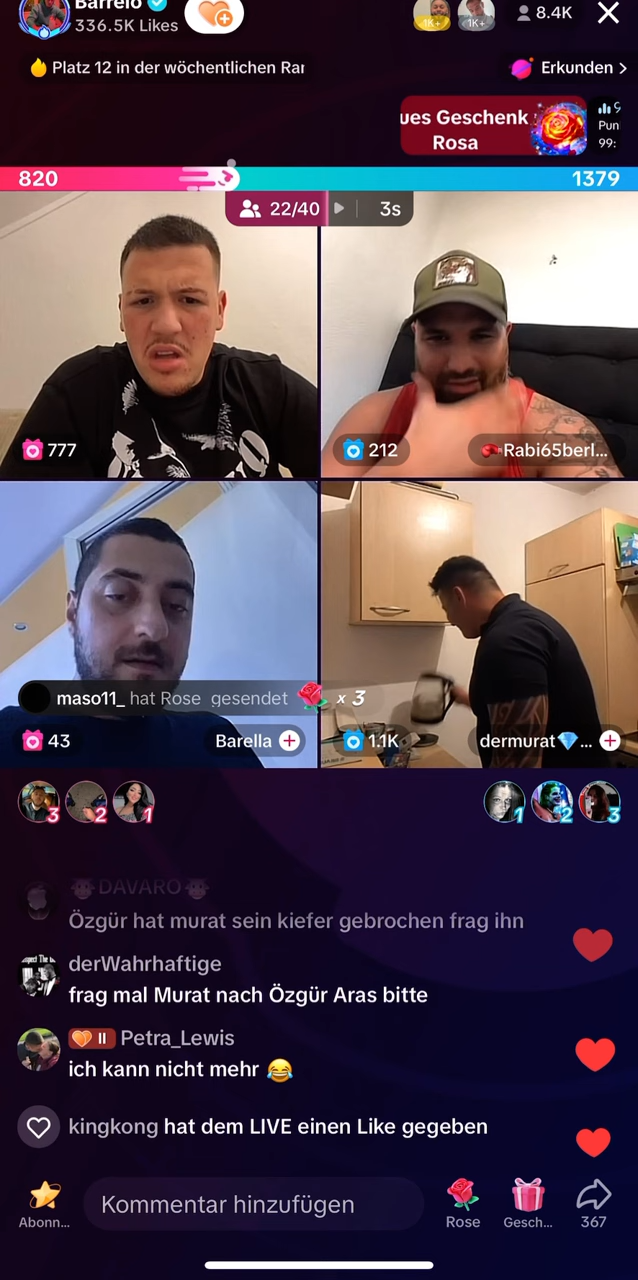 Barrelo
336.5K Likes
1K+
1K+
8.4K
Platz 12 in der wöchentlichen Rar
Erkunden >
ues Geschenk
Rosa
Pun
99:
820
1379
22/40
3s
777
212
Rabi65berl...
maso11_ hat Rose gesendet x 3
43
Barella
1.1K
dermurat💎...
3
2
1
1
2
3
DAVARO
Özgür hat murat sein kiefer gebrochen frag ihn
derWahrhaftige
frag mal Murat nach Özgür Aras bitte
II Petra_Lewis
ich kann nicht mehr 😂
kingkong hat dem LIVE einen Like gegeben
Kommentar hinzufügen
Abonn...
Rose
Gesch...
367